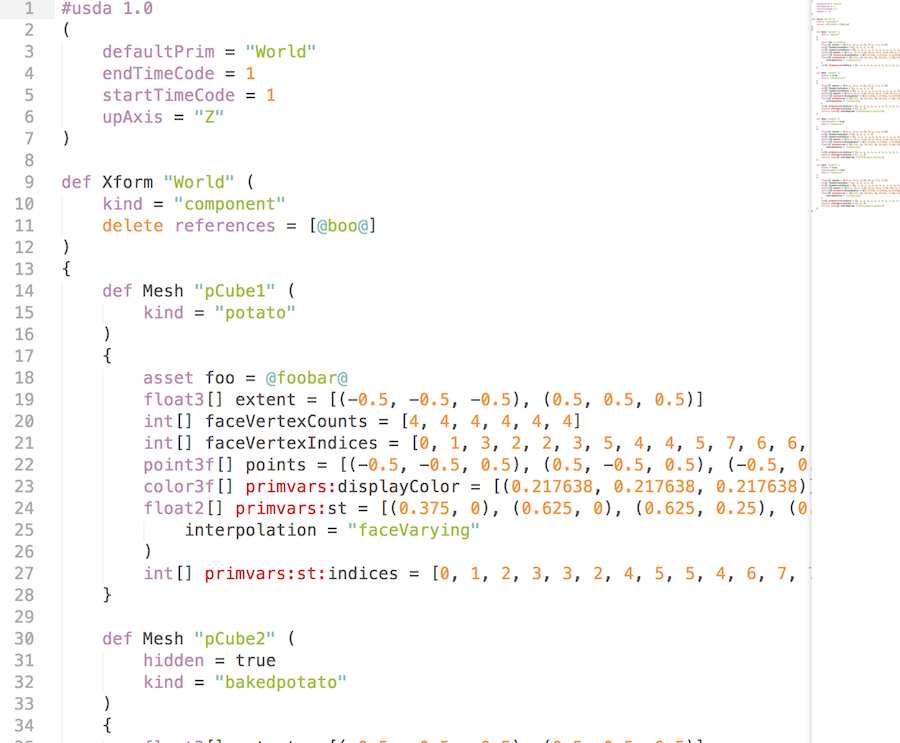 1 #usda 1.0
2 (
3 defaultPrim = "World"
4 endTimeCode = 1
5 startTimeCode = 1
6 upAxis = "Z"
7 )
8
9 def Xform "World" (
10 kind = "component"
11 delete references = [@boo@]
12 )
13 {
14 def Mesh "pCube1" (
15 kind = "potato"
16 )
17 {
18 asset foo = @foobar@
19 float3[] extent = [(-0.5, -0.5, -0.5), (0.5, 0.5, 0.5)]
20 int[] faceVertexCounts = [4, 4, 4, 4, 4, 4]
21 int[] faceVertexIndices = [0, 1, 3, 2, 2, 3, 5, 4, 4, 5, 7, 6, 6,
22 point3f[] points = [(-0.5, -0.5, 0.5), (0.5, -0.5, 0.5), (-0.5, 0.
23 color3f[] primvars:displayColor = [(0.217638, 0.217638, 0.217638)]
24 float2[] primvars:st = [(0.375, 0), (0.625, 0), (0.625, 0.25), (0.
25 interpolation = "faceVarying"
26 )
27 int[] primvars:st:indices = [0, 1, 2, 3, 3, 2, 4, 5, 5, 4, 6, 7,
28 }
29
30 def Mesh "pCube2" (
31 hidden = true
32 kind = "bakedpotato"
33 )
34 {